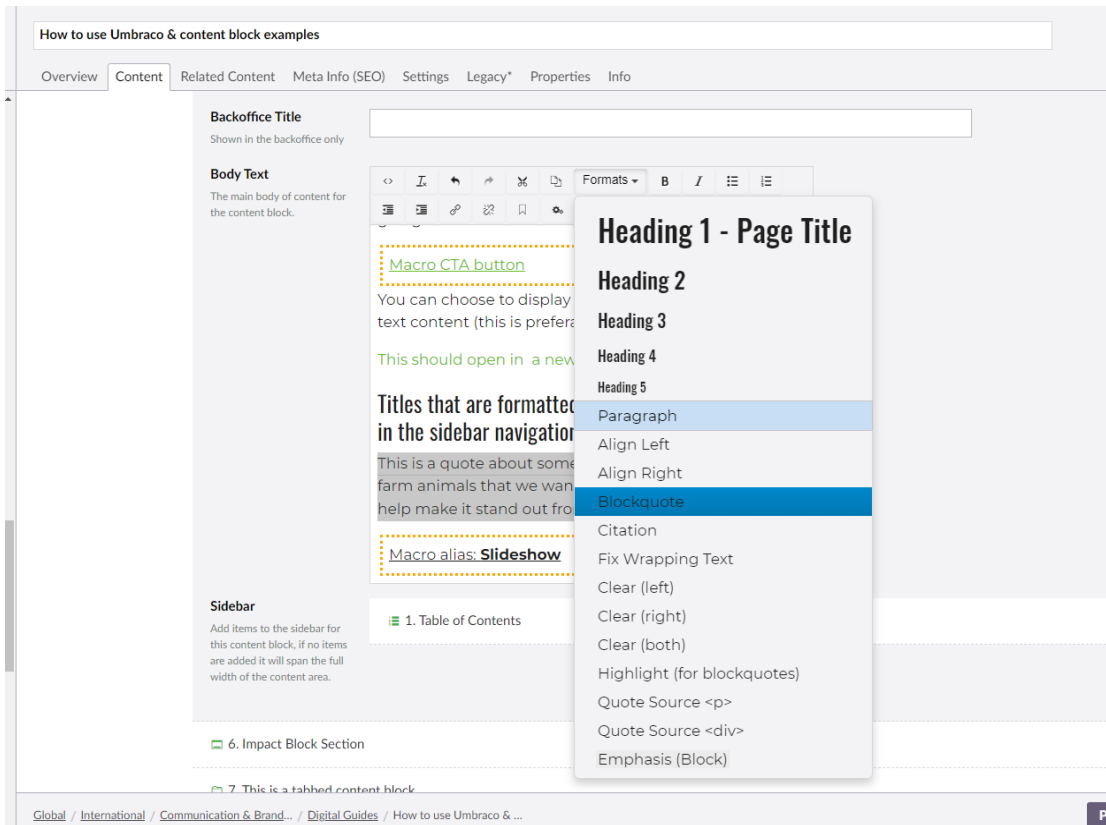 How to use Umbraco & content block examples
Overview Content Related Content Meta Info (SEO) Settings Legacy* Properties Info
Backoffice Title
Shown in the backoffice only
Body Text
The main body of content for
the content block.
Formats
B I
Macro CTA button
You can choose to display
text content (this is prefera
This should open in a new
Titles that are formatted
in the sidebar navigation
This is a quote about some
farm animals that we wan
help make it stand out fro
Macro alias: Slideshow
Heading 1 - Page Title
Heading 2
Heading 3
Heading 4
Heading 5
Paragraph
Align Left
Align Right
Blockquote
Citation
Fix Wrapping Text
Clear (left)
Clear (right)
Clear (both)
Highlight (for blockquotes)
Quote Source <p>
Quote Source <div>
Emphasis (Block)
Sidebar
Add items to the sidebar for
this content block, if no items
are added it will span the full
width of the content area.
1. Table of Contents
6. Impact Block Section
7. This is a tabbed content block
Global / International / Communication & Brand... / Digital Guides / How to use Umbraco & ...
P